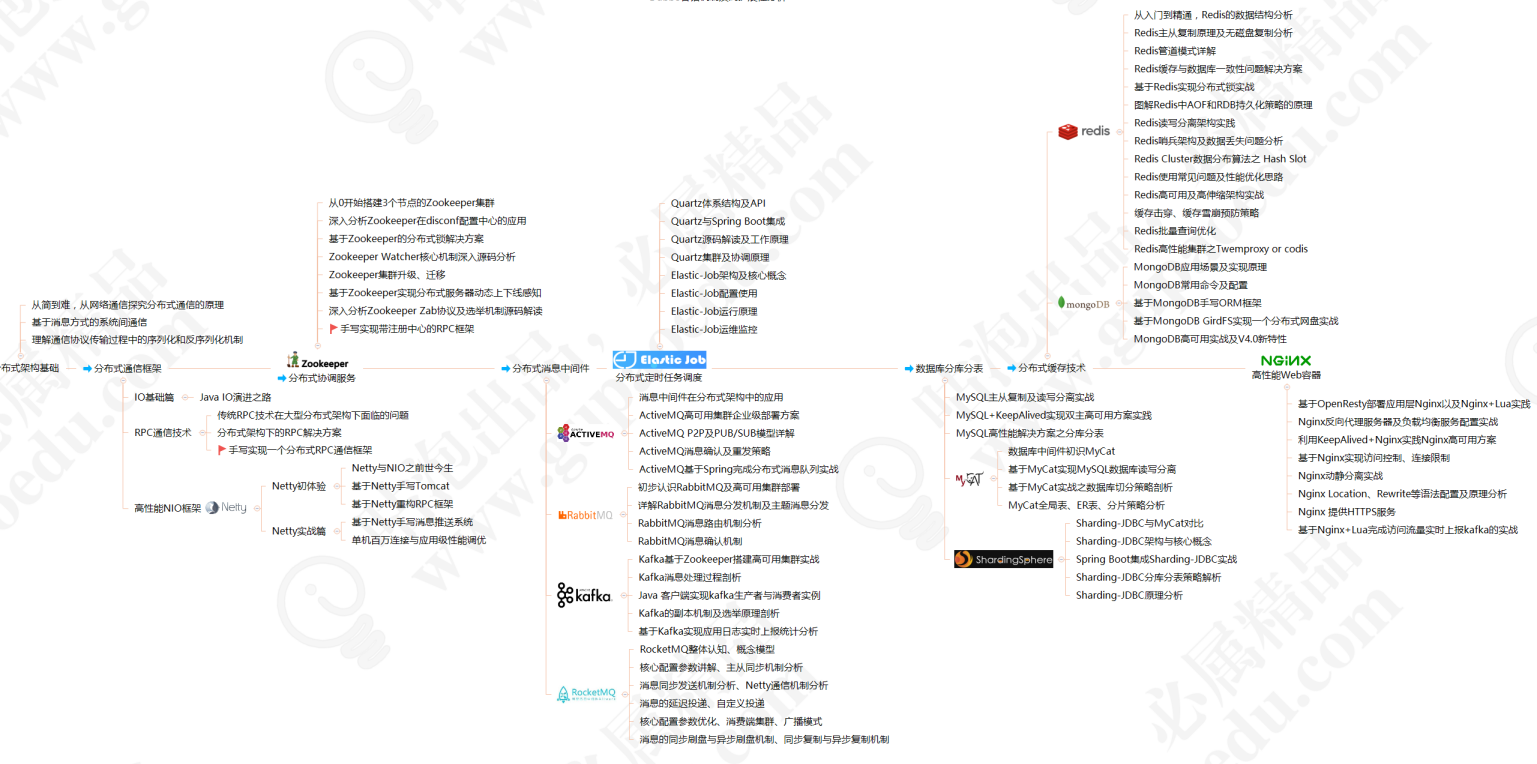 从简到难，从网络通信探究分布式通信的原理
基于消息方式的系统间通信
理解通信协议传输过程中的序列化和反序列化机制
布式架构基础
分布式通信框架
IO基础篇
Java IO演进之路
RPC通信技术
传统RPC技术在大型分布式架构下面临的问题
分布式架构下的RPC解决方案
手写实现一个分布式RPC通信框架
高性能NIO框架
Netty
Netty初体验
Netty与NIO之前世今生
基于Netty手写Tomcat
基于Netty重构RPC框架
Netty实战篇
基于Netty手写消息推送系统
单机百万连接与应用级性能调优
从0开始搭建3个节点的Zookeeper集群
深入分析Zookeeper在disconf配置中心的应用
基于Zookeeper的分布式锁解决方案
Zookeeper Watcher核心机制深入源码分析
Zookeeper集群升级、迁移
基于Zookeeper实现分布式服务器动态上下线感知
深入分析Zookeeper Zab协议及选举机制源码解读
手写实现带注册中心的RPC框架
Zookeeper
分布式协调服务
分布式消息中间件
ACTIVEMQ
消息中间件在分布式架构中的应用
ActiveMQ高可用集群企业级部署方案
ActiveMQ P2P及PUB/SUB模型详解
ActiveMQ消息确认及重发策略
ActiveMQ基于Spring完成分布式消息队列实战
RabbitMQ
初步认识RabbitMQ及高可用集群部署
详解RabbitMQ消息分发机制及主题消息分发
RabbitMQ消息路由机制分析
RabbitMQ消息确认机制
kafka
Kafka基于Zookeeper搭建高可用集群实战
Kafka消息处理过程剖析
Java 客户端实现kafka生产者与消费者实例
Kafka的副本机制及选举原理剖析
基于Kafka实现应用日志实时上报统计分析
RocketMQ
RocketMQ整体认知、概念模型
核心配置参数讲解、主从同步机制分析
消息同步发送机制分析、Netty通信机制分析
消息的延迟投递、自定义投递
核心配置参数优化、消费端集群、广播模式
消息的同步刷盘与异步刷盘机制、同步复制与异步复制机制
Quartz体系结构及API
Quartz与Spring Boot集成
Quartz源码解读及工作原理
Quartz集群及协调原理
Elastic-Job架构及核心概念
Elastic-Job配置使用
Elastic-Job运行原理
Elastic-Job运维监控
Elastic Job
分布式定时任务调度
数据库分库分表
MySQL主从复制及读写分离实战
MySQL+KeepAlived实现双主高可用方案实践
MySQL高性能解决方案之分库分表
MyCAT
数据库中间件初识MyCat
基于MyCat实现MySQL数据库读写分离
基于MyCat实战之数据库切分策略剖析
MyCat全局表、ER表、分片策略分析
ShardingSphere
Sharding-JDBC与MyCat对比
Sharding-JDBC架构与核心概念
Spring Boot集成Sharding-JDBC实战
Sharding-JDBC分库分表策略解析
Sharding-JDBC原理分析
分布式缓存技术
redis
从入门到精通，Redis的数据结构分析
Redis主从复制原理及无磁盘复制分析
Redis管道模式详解
Redis缓存与数据库一致性问题解决方案
基于Redis实现分布式锁实战
图解Redis中AOF和RDB持久化策略的原理
Redis读写分离架构实践
Redis哨兵架构及数据丢失问题分析
Redis Cluster数据分布算法之 Hash Slot
Redis使用常见问题及性能优化思路
Redis高可用及高伸缩架构实战
缓存击穿、缓存雪崩预防策略
Redis批量查询优化
Redis高性能集群之Twemproxy or codis
mongoDB
MongoDB应用场景及实现原理
MongoDB常用命令及配置
基于MongoDB手写ORM框架
基于MongoDB GirdFS实现一个分布式网盘实战
MongoDB高可用实战及V4.0新特性
NGiNX
高性能Web容器
基于OpenResty部署应用层Nginx以及Nginx+Lua实践
Nginx反向代理服务器及负载均衡服务配置实战
利用KeepAlived+Nginx实践Nginx高可用方案
基于Nginx实现访问控制、连接限制
Nginx动静分离实战
Nginx Location、Rewrite等语法配置及原理分析
Nginx 提供HTTPS服务
基于Nginx+Lua完成访问流量实时上报kafka的实战